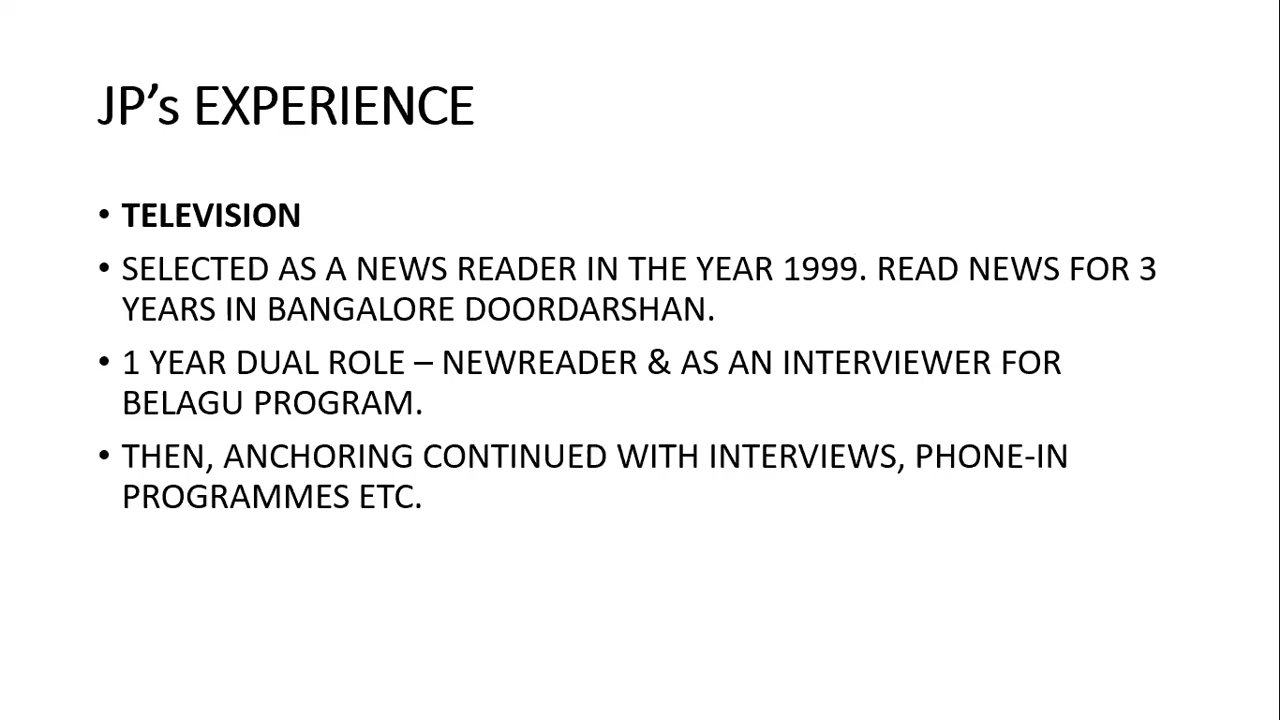 JP's EXPERIENCE
• TELEVISION
• SELECTED AS A NEWS READER IN THE YEAR 1999. READ NEWS FOR 3
YEARS IN BANGALORE DOORDARSHAN.
• 1 YEAR DUAL ROLE – NEWREADER & AS AN INTERVIEWER FOR
BELAGU PROGRAM.
• THEN, ANCHORING CONTINUED WITH INTERVIEWS, PHONE-IN
PROGRAMMES ETC.